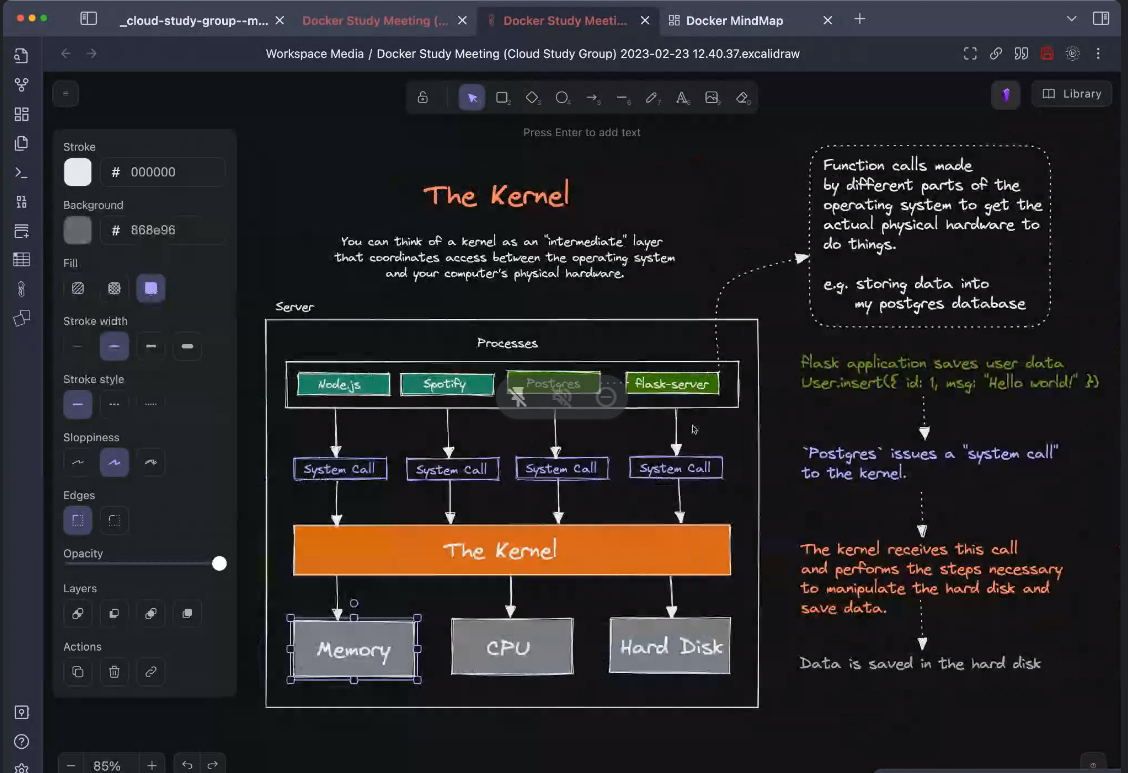 _cloud-study-group--m...
Docker Study Meeting (...
Docker Study Meeti...
Docker MindMap
Workspace Media / Docker Study Meeting (Cloud Study Group) 2023-02-23 12.40.37.excalidraw
Library
Press Enter to add text
Stroke
# 000000
Background
# 868e96
Fill
Stroke width
Stroke style
Sloppiness
Edges
Opacity
Layers
Actions
85%
The Kernel
You can think of a kernel as an "intermediate" layer
that coordinates access between the operating system
and your computer's physical hardware.
Server
Processes
Node.js
Spotify
Postgres
flask-server
System Call
System Call
System Call
System Call
The Kernel
Memory
CPU
Hard Disk
Function calls made
by different parts of the
operating system to get the
actual physical hardware to
do things.
e.g. storing data into
my postgres database
flask application saves user data
User.insert({ id: 1, msg: "Hello world!" })
`Postgres` issues a "system call"
to the kernel.
The kernel receives this call
and performs the steps necessary
to manipulate the hard disk and
save data.
Data is saved in the hard disk